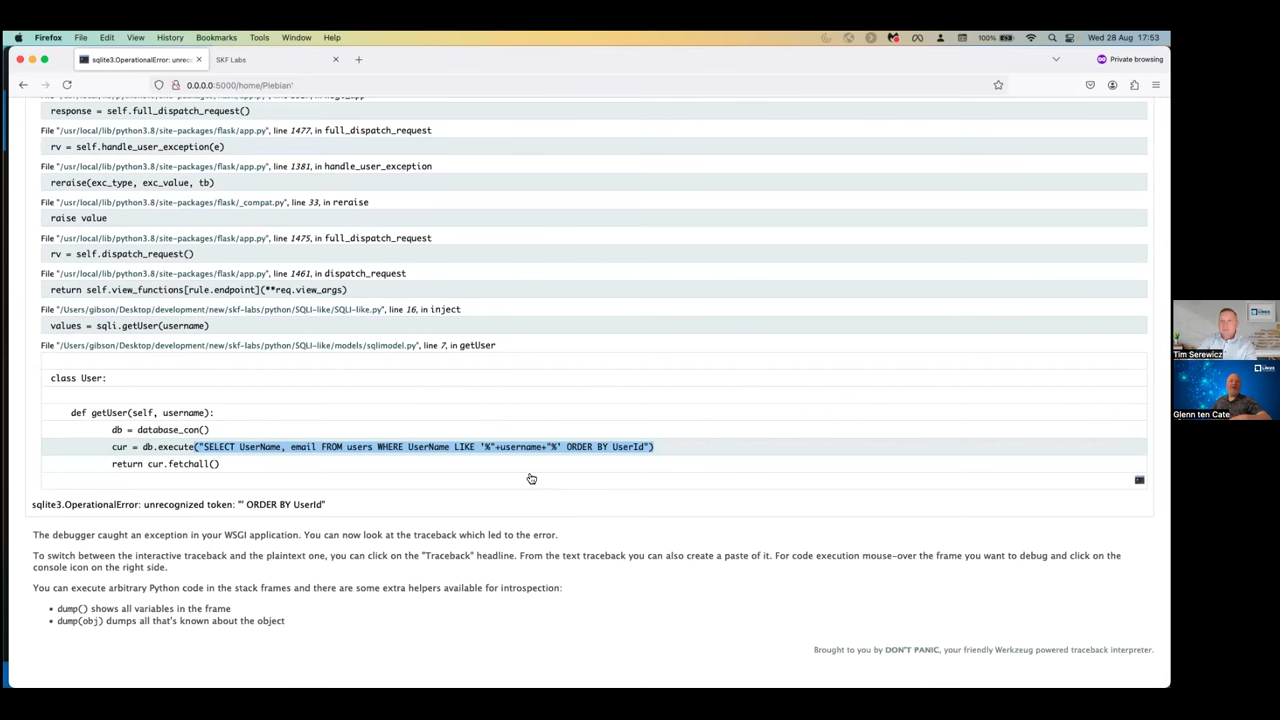 Firefox File Edit View History Bookmarks Tools Window Help 100% Wed 28 Aug 17:53
sqlite3.OperationalError: unrec SKF Labs Private browsing
0.0.0.0:5000/home/Plebian'
response = self.full_dispatch_request()
File "/usr/local/lib/python3.8/site-packages/flask/app.py", line 1477, in full_dispatch_request
rv = self.handle_user_exception(e)
File "/usr/local/lib/python3.8/site-packages/flask/app.py", line 1381, in handle_user_exception
reraise(exc_type, exc_value, tb)
File "/usr/local/lib/python3.8/site-packages/flask/_compat.py", line 33, in reraise
raise value
File "/usr/local/lib/python3.8/site-packages/flask/app.py", line 1475, in full_dispatch_request
rv = self.dispatch_request()
File "/usr/local/lib/python3.8/site-packages/flask/app.py", line 1461, in dispatch_request
return self.view_functions[rule.endpoint](**req.view_args)
File "/Users/gibson/Desktop/development/new/skf-labs/python/SQLI-like/SQLI-like.py", line 16, in inject
values = sqli.getUser(username)
File "/Users/gibson/Desktop/development/new/skf-labs/python/SQLI-like/models/sqlimodel.py", line 7, in getUser
class User:
def getUser(self, username):
db = database_con()
cur = db.execute("SELECT UserName, email FROM users WHERE UserName LIKE '%"+username+"%' ORDER BY UserId")
return cur.fetchall()
sqlite3.OperationalError: unrecognized token: "' ORDER BY UserId"
The debugger caught an exception in your WSGI application. You can now look at the traceback which led to the error.
To switch between the interactive traceback and the plaintext one, you can click on the "Traceback" headline. From the text traceback you can also create a paste of it. For code execution mouse-over the frame you want to debug and click on the
console icon on the right side.
You can execute arbitrary Python code in the stack frames and there are some extra helpers available for introspection:
• dump() shows all variables in the frame
• dump(obj) dumps all that's known about the object
Brought to you by DON'T PANIC, your friendly Werkzeug powered traceback interpreter.
Tim Serewicz
Glenn ten Cate